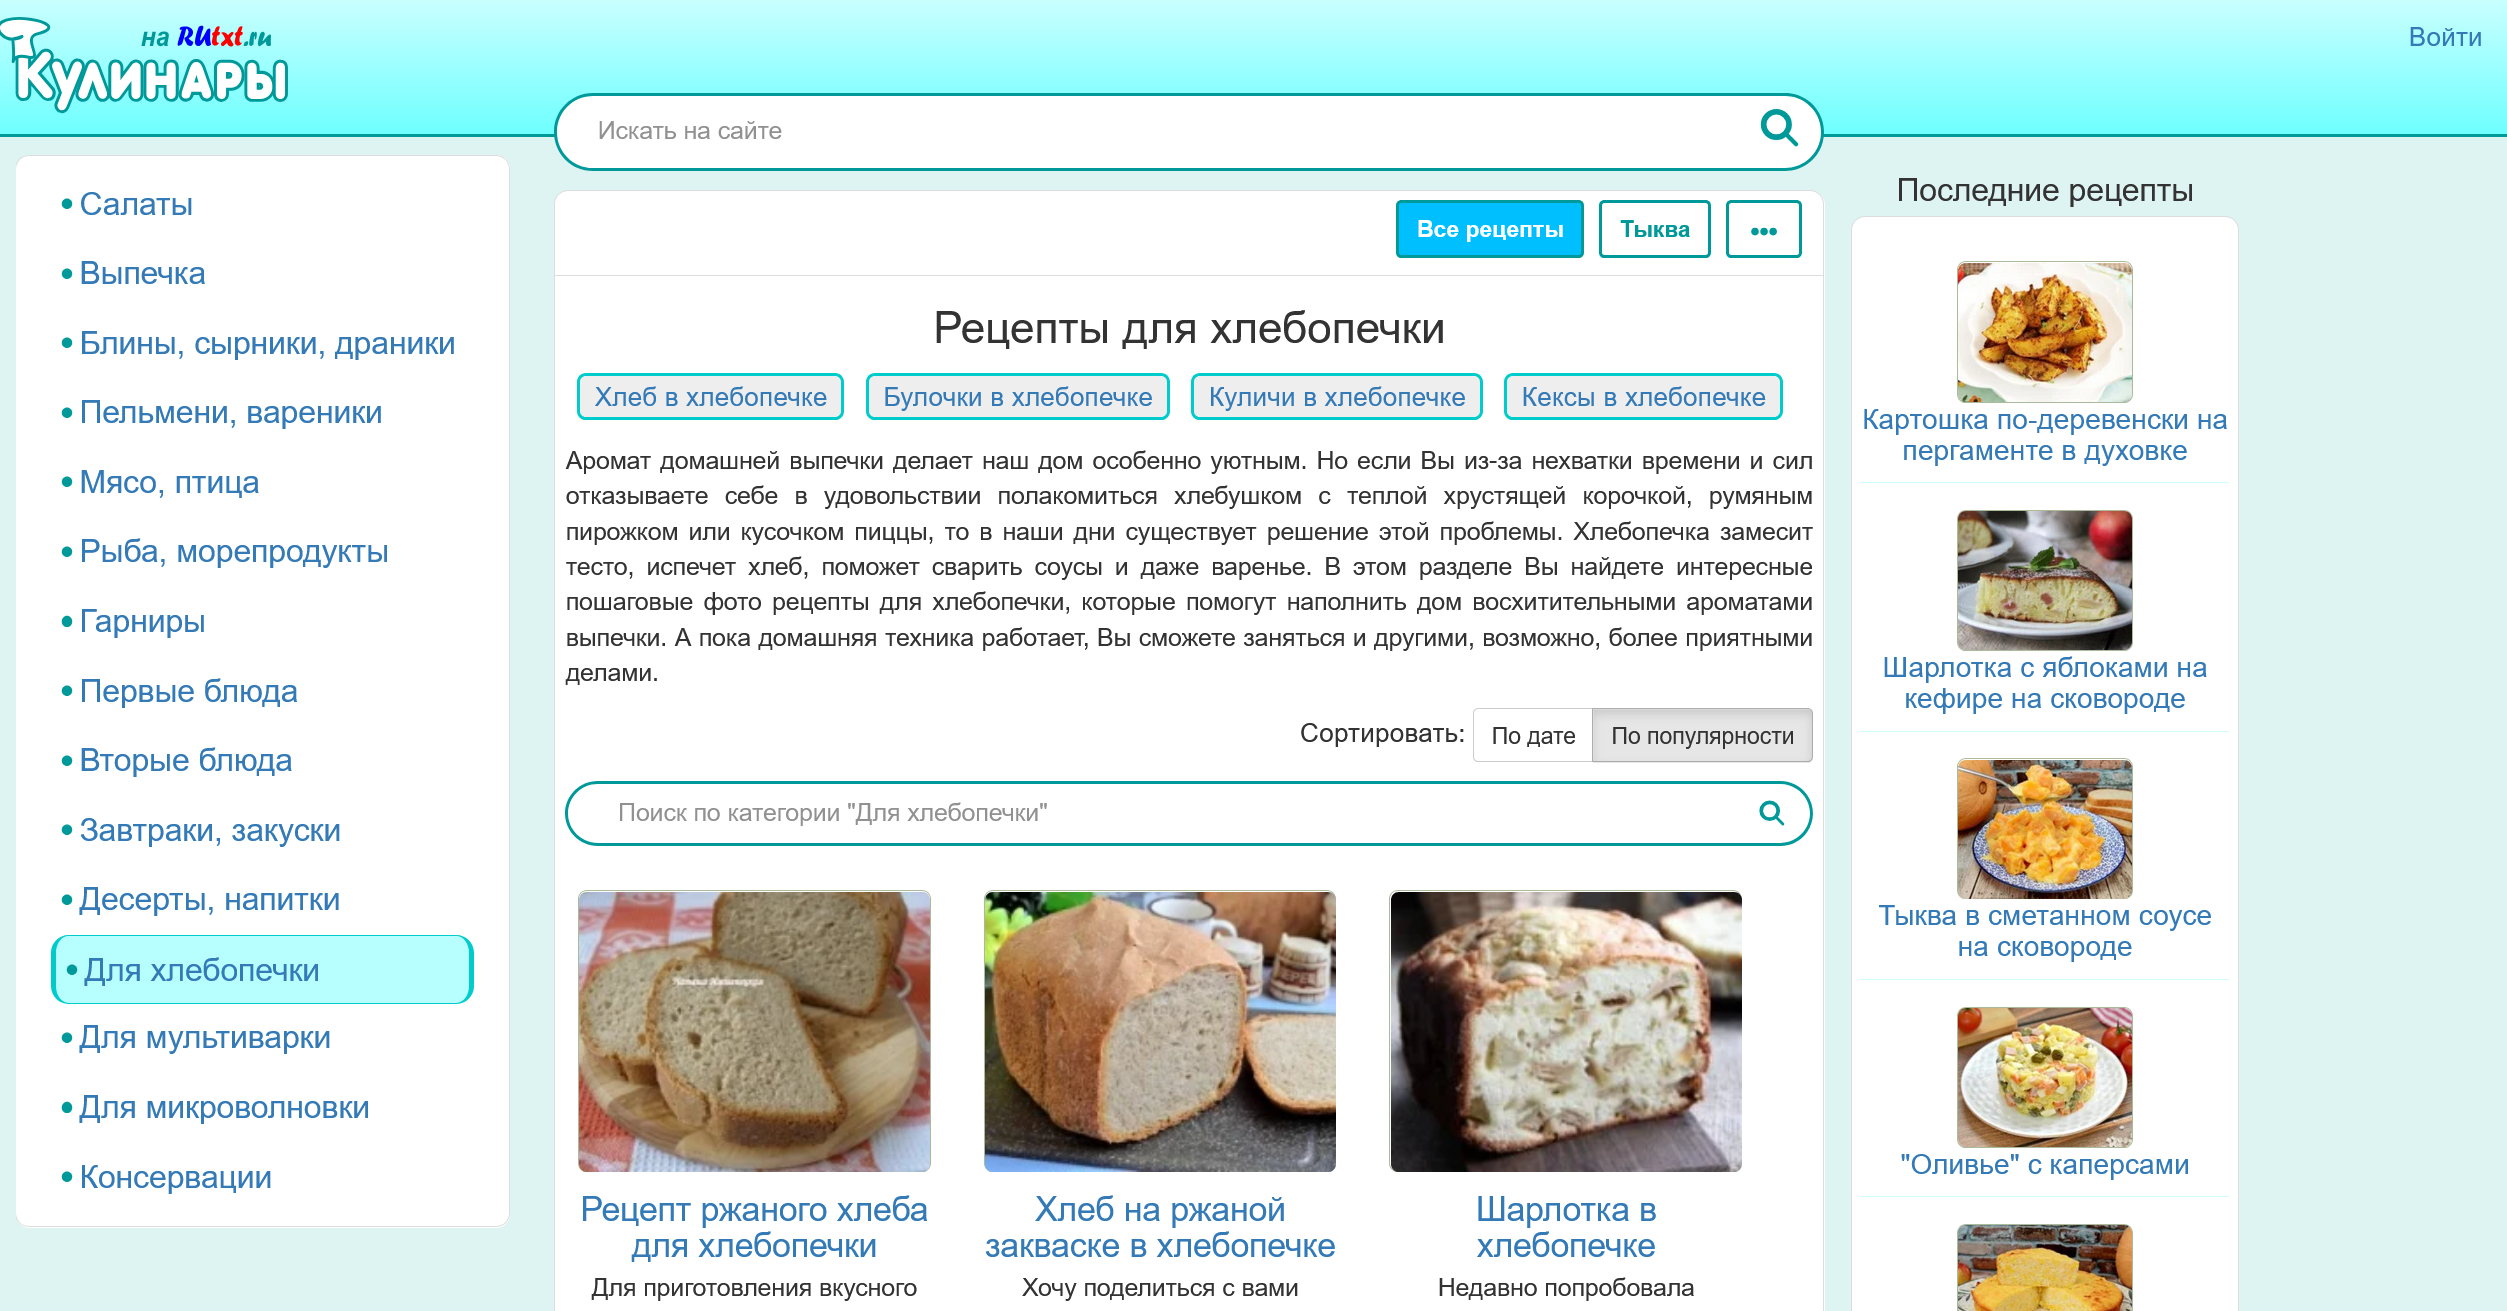 на RUtxt.ru
Кулинары
Войти
Искать на сайте
Салаты
Выпечка
Блины, сырники, драники
Пельмени, вареники
Мясо, птица
Рыба, морепродукты
Гарниры
Первые блюда
Вторые блюда
Завтраки, закуски
Десерты, напитки
Для хлебопечки
Для мультиварки
Для микроволновки
Консервации
Все рецепты
Тыква
•••
Рецепты для хлебопечки
Хлеб в хлебопечке
Булочки в хлебопечке
Куличи в хлебопечке
Кексы в хлебопечке
Аромат домашней выпечки делает наш дом особенно уютным. Но если Вы из-за нехватки времени и сил
отказываете себе в удовольствии полакомиться хлебушком с теплой хрустящей корочкой, румяным
пирожком или кусочком пиццы, то в наши дни существует решение этой проблемы. Хлебопечка замесит
тесто, испечет хлеб, поможет сварить соусы и даже варенье. В этом разделе Вы найдете интересные
пошаговые фото рецепты для хлебопечки, которые помогут наполнить дом восхитительными ароматами
выпечки. А пока домашняя техника работает, Вы сможете заняться и другими, возможно, более приятными
делами.
Сортировать:
По дате
По популярности
Поиск по категории "Для хлебопечки"
Рецепт ржаного хлеба
для хлебопечки
Для приготовления вкусного
Хлеб на ржаной
закваске в хлебопечке
Хочу поделиться с вами
Шарлотка в
хлебопечке
Недавно попробовала
Последние рецепты
Картошка по-деревенски на
пергаменте в духовке
Шарлотка с яблоками на
кефире на сковороде
Тыква в сметанном соусе
на сковороде
"Оливье" с каперсами